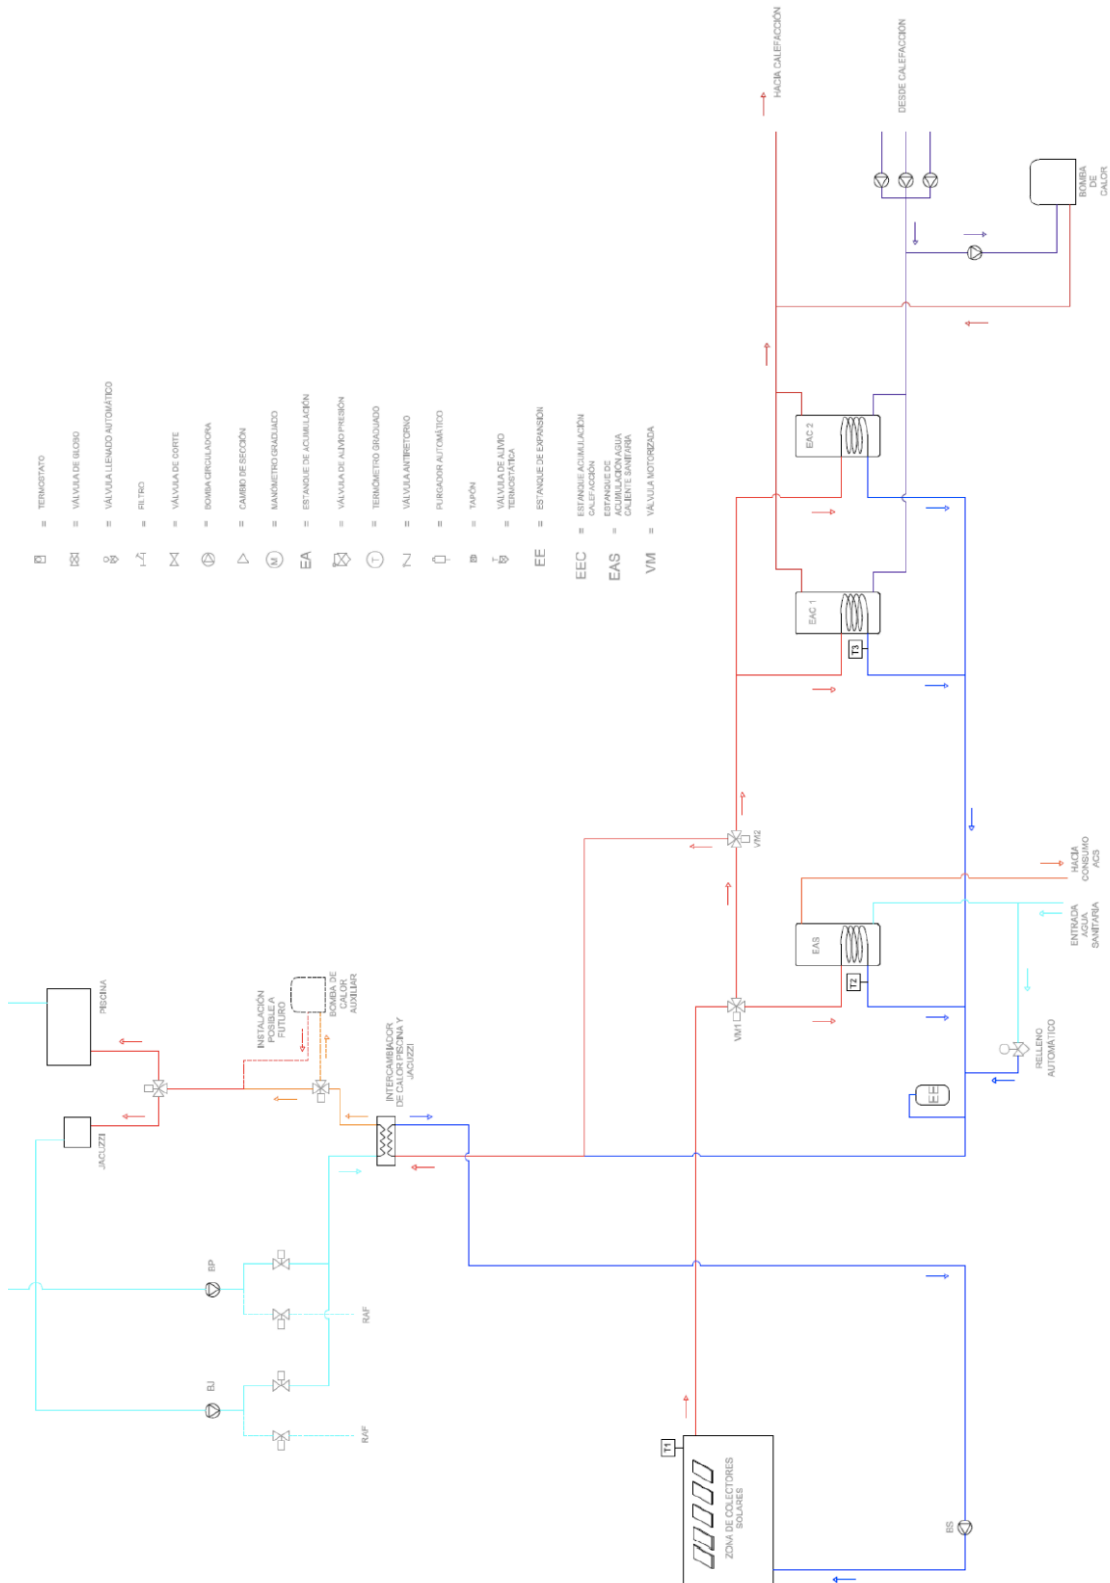 HACIA CALEFACCIÓN
DESDE CALEFACCIÓN
BOMBA
DE
CALOR
= TERMOSTATO
= VÁLVULA DE GLOBO
= VÁLVULA LLENADO AUTOMÁTICO
= FILTRO
= VÁLVULA DE CORTE
= BOMBA CIRCULADORA
= CAMBIO DE SECCIÓN
M = MANÓMETRO GRADUADO
EA = ESTANQUE DE ACUMULACIÓN
= VÁLVULA DE ALIVIO PRESIÓN
T = TERMÓMETRO GRADUADO
= VÁLVULA ANTIRETORNO
= PURGADOR AUTOMÁTICO
= TAPÓN
T = VÁLVULA DE ALIVIO
TERMOSTÁTICA
EE = ESTANQUE DE EXPANSIÓN
EEC = ESTANQUE ACUMULACIÓN
CALEFACCIÓN
EAS = ESTANQUE DE
ACUMULACIÓN AGUA
CALIENTE SANITARIA
VM = VÁLVULA MOTORIZADA
EAC 2
EAC 1
T3
VM2
HACIA
CONSUMO
ACS
ENTRADA
AGUA
SANITARIA
EAS
T2
VM1
RELLENO
AUTOMÁTICO
EE
PISCINA
JACUZZI
INSTALACIÓN
POSIBLE A
FUTURO
BOMBA DE
CALOR
AUXILIAR
INTERCAMBIADOR
DE CALOR PISCINA Y
JACUZZI
BP
RAF
BJ
RAF
T1
ZONA DE COLECTORES
SOLARES
BS